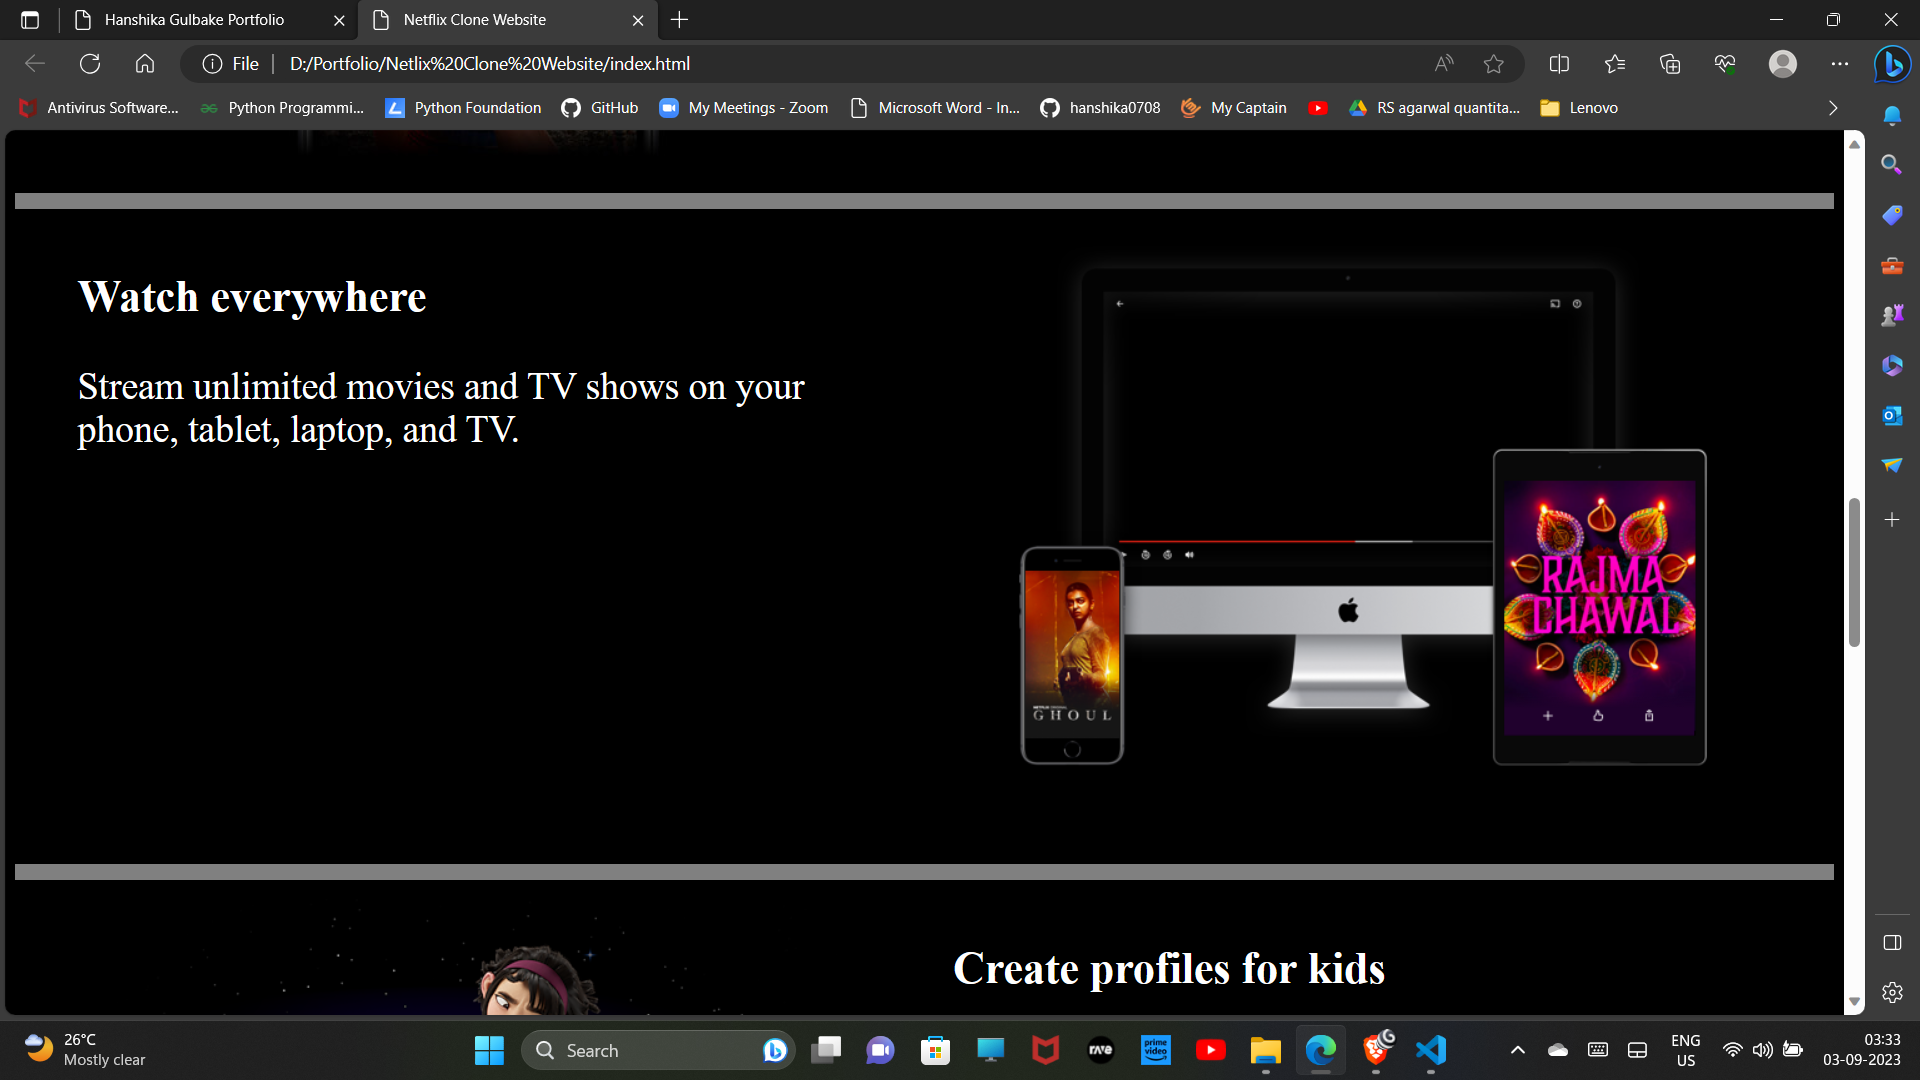 Hanshika Gulbake Portfolio
Netflix Clone Website
File
D:/Portfolio/Netlix%20Clone%20Website/index.html
Antivirus Software...
Python Programmi...
Python Foundation
GitHub
My Meetings - Zoom
Microsoft Word - In...
hanshika0708
My Captain
RS agarwal quantita...
Lenovo
Watch everywhere
Stream unlimited movies and TV shows on your
phone, tablet, laptop, and TV.
RAJMA
CHAWAL
GHOUL
Create profiles for kids
26°C
Mostly clear
Search
rave
prime
video
ENG
US
03:33
03-09-2023